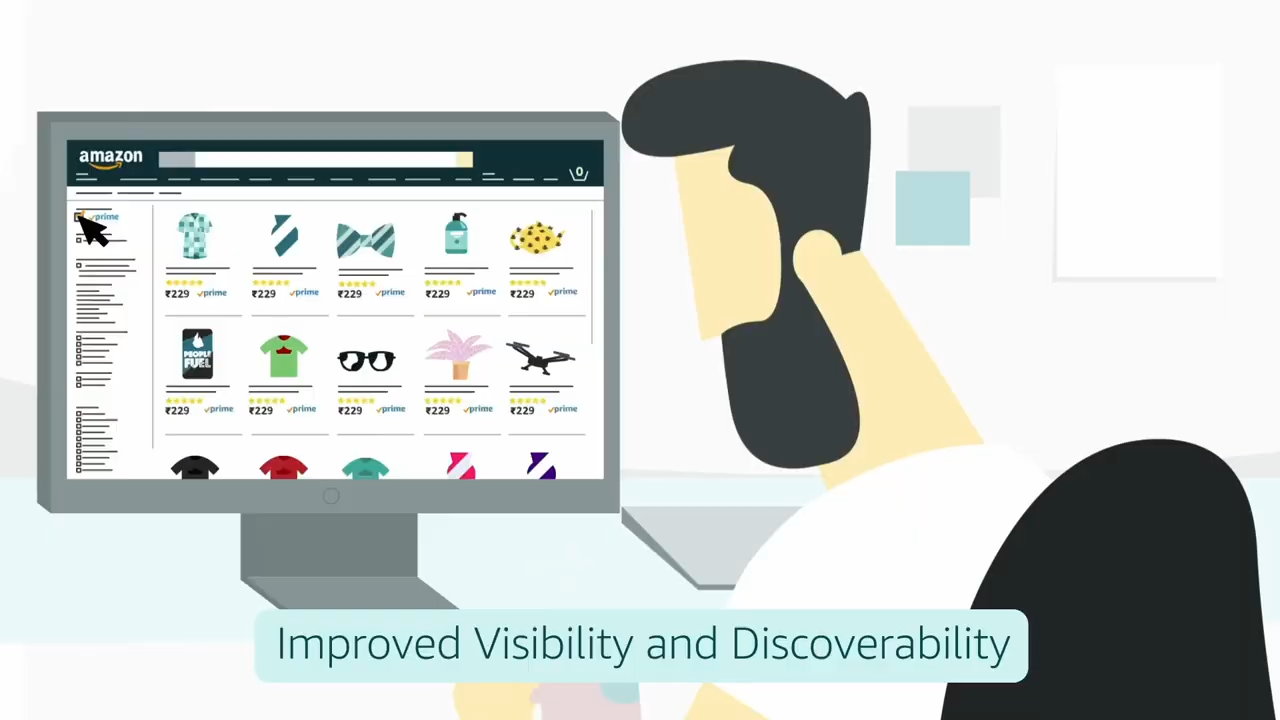 amazon
0
prime
₹229 prime ₹229 prime ₹229 prime ₹229 prime ₹229 prime
PEOPLE
FUEL
₹229 prime ₹229 prime ₹229 prime ₹229 prime ₹229 prime
Improved Visibility and Discoverability